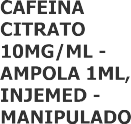 CAFEINA
CITRATO
10MG/ML -
AMPOLA 1ML,
INJEMED -
MANIPULADO